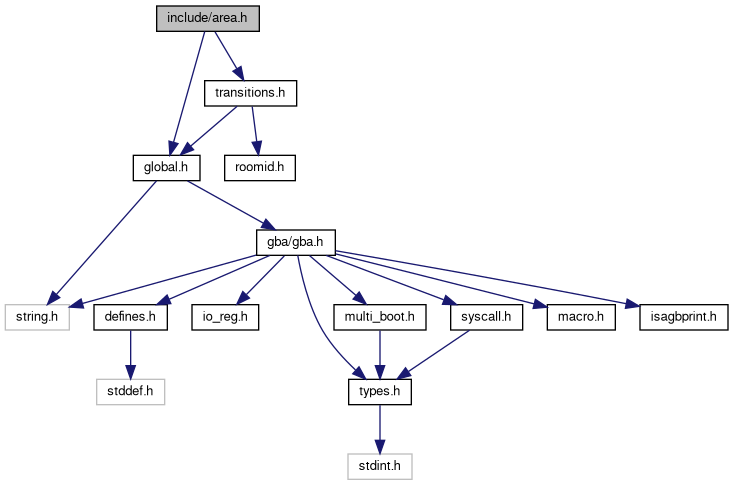 include/area.h
transitions.h
global.h
roomid.h
gba/gba.h
string.h
defines.h
io_reg.h
multi_boot.h
syscall.h
macro.h
isagbprint.h
stddef.h
types.h
stdint.h